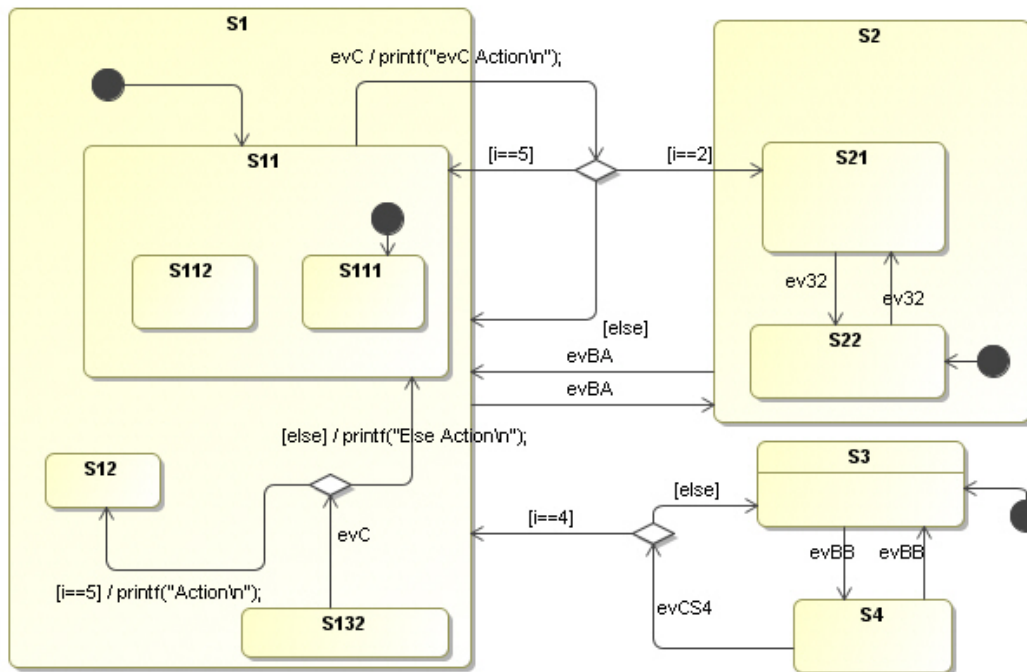 S1
S2
evC / printf("evC Action\n");
S11
[i==5]
[i==2]
S21
S112
S111
ev32
ev32
[else]
S22
evBA
evBA
[else] / printf("Else Action\n");
S12
S3
[else]
[i==4]
evC
evBB
evBB
[i==5] / printf("Action\n");
evCS4
S132
S4